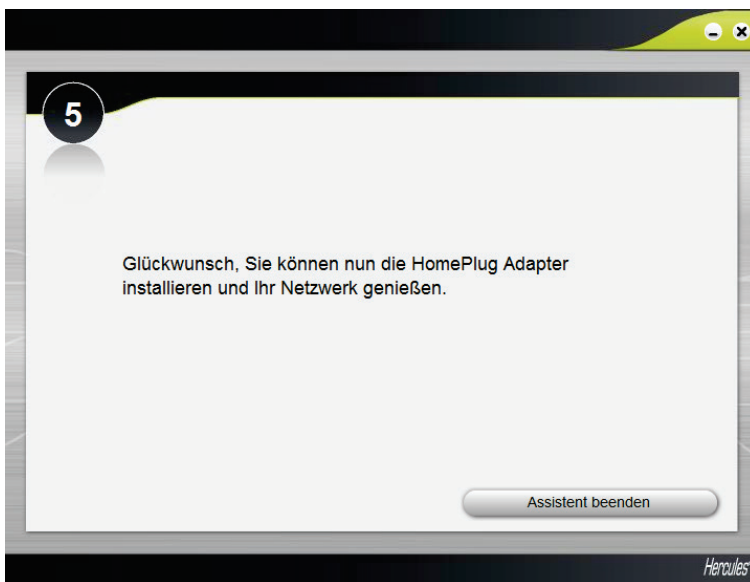 5
Glückwunsch, Sie können nun die HomePlug Adapter
installieren und Ihr Netzwerk genießen.
Assistent beenden
Hercules